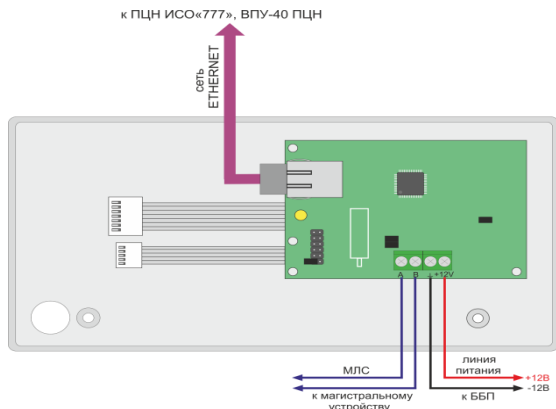 к ПЦН ИСО«777», ВПУ-40 ПЦН
сеть
ETHERNET
A B ⏚ +12V
МЛС
к магистральному
устройству
линия
питания
+12В
-12В
к ББП